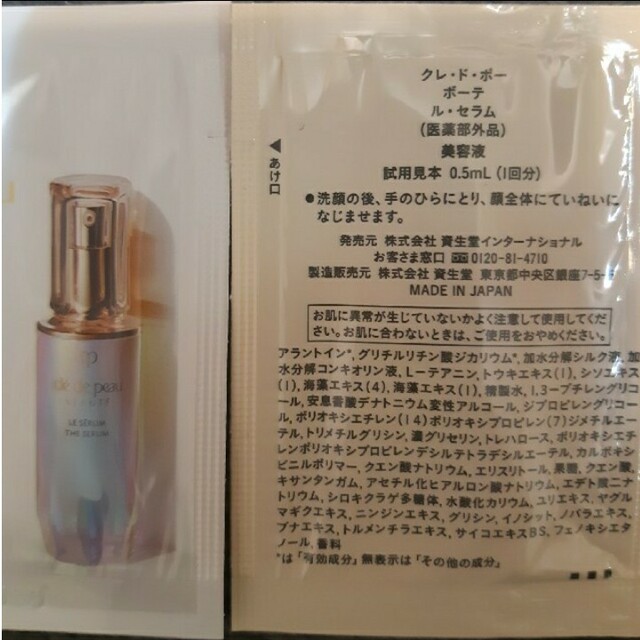 clé de peau
BEAUTÉ
LE SÉRUM
THE SERUM
クレ・ド・ポー
ボーテ
ル・セラム
(医薬部外品)
美容液
試用見本 0.5mL (1回分)
◀あけ口
●洗顔の後、手のひらにとり、顔全体にていねいに
なじませます。
発売元 株式会社 資生堂インターナショナル
お客さま窓口 0120-81-4710
製造販売元 株式会社 資生堂 東京都中央区銀座7-5-5
MADE IN JAPAN
お肌に異常が生じていないかよく注意して使用してくだ
さい。お肌に合わないときは、ご使用をおやめください。
アラントイン*, グリチルリチン酸ジカリウム*, 加水分解シルク液, 加
水分解コンキオリン液, L-テアニン, トウキエキス(1), シソエキス
(1), 海藻エキス(4), 海藻エキス(1), 精製水, 1,3-ブチレングリコ
ール, 安息香酸デナトニウム変性アルコール, ジプロピレングリコー
ル, ポリオキシエチレン(14)ポリオキシプロピレン(7)ジメチルエー
テル, トリメチルグリシン, 濃グリセリン, トレハロース, ポリオキシエチ
レンポリオキシプロピレンデシルテトラデシルエーテル, カルボキシ
ビニルポリマー, クエン酸ナトリウム, エリスリトール, 果糖, クエン酸,
キサンタンガム, アセチル化ヒアルロン酸ナトリウム, エデト酸二ナ
トリウム, シロキクラゲ多糖体, 水酸化カリウム, ユリエキス, ヤグル
マギクエキス, ニンジンエキス, グリシン, イノシット, ノバラエキス,
ブナエキス, トルメンチラエキス, サイコエキスBS, フェノキシエタ
ノール, 香料
*は「有効成分」無表示は「その他の成分」